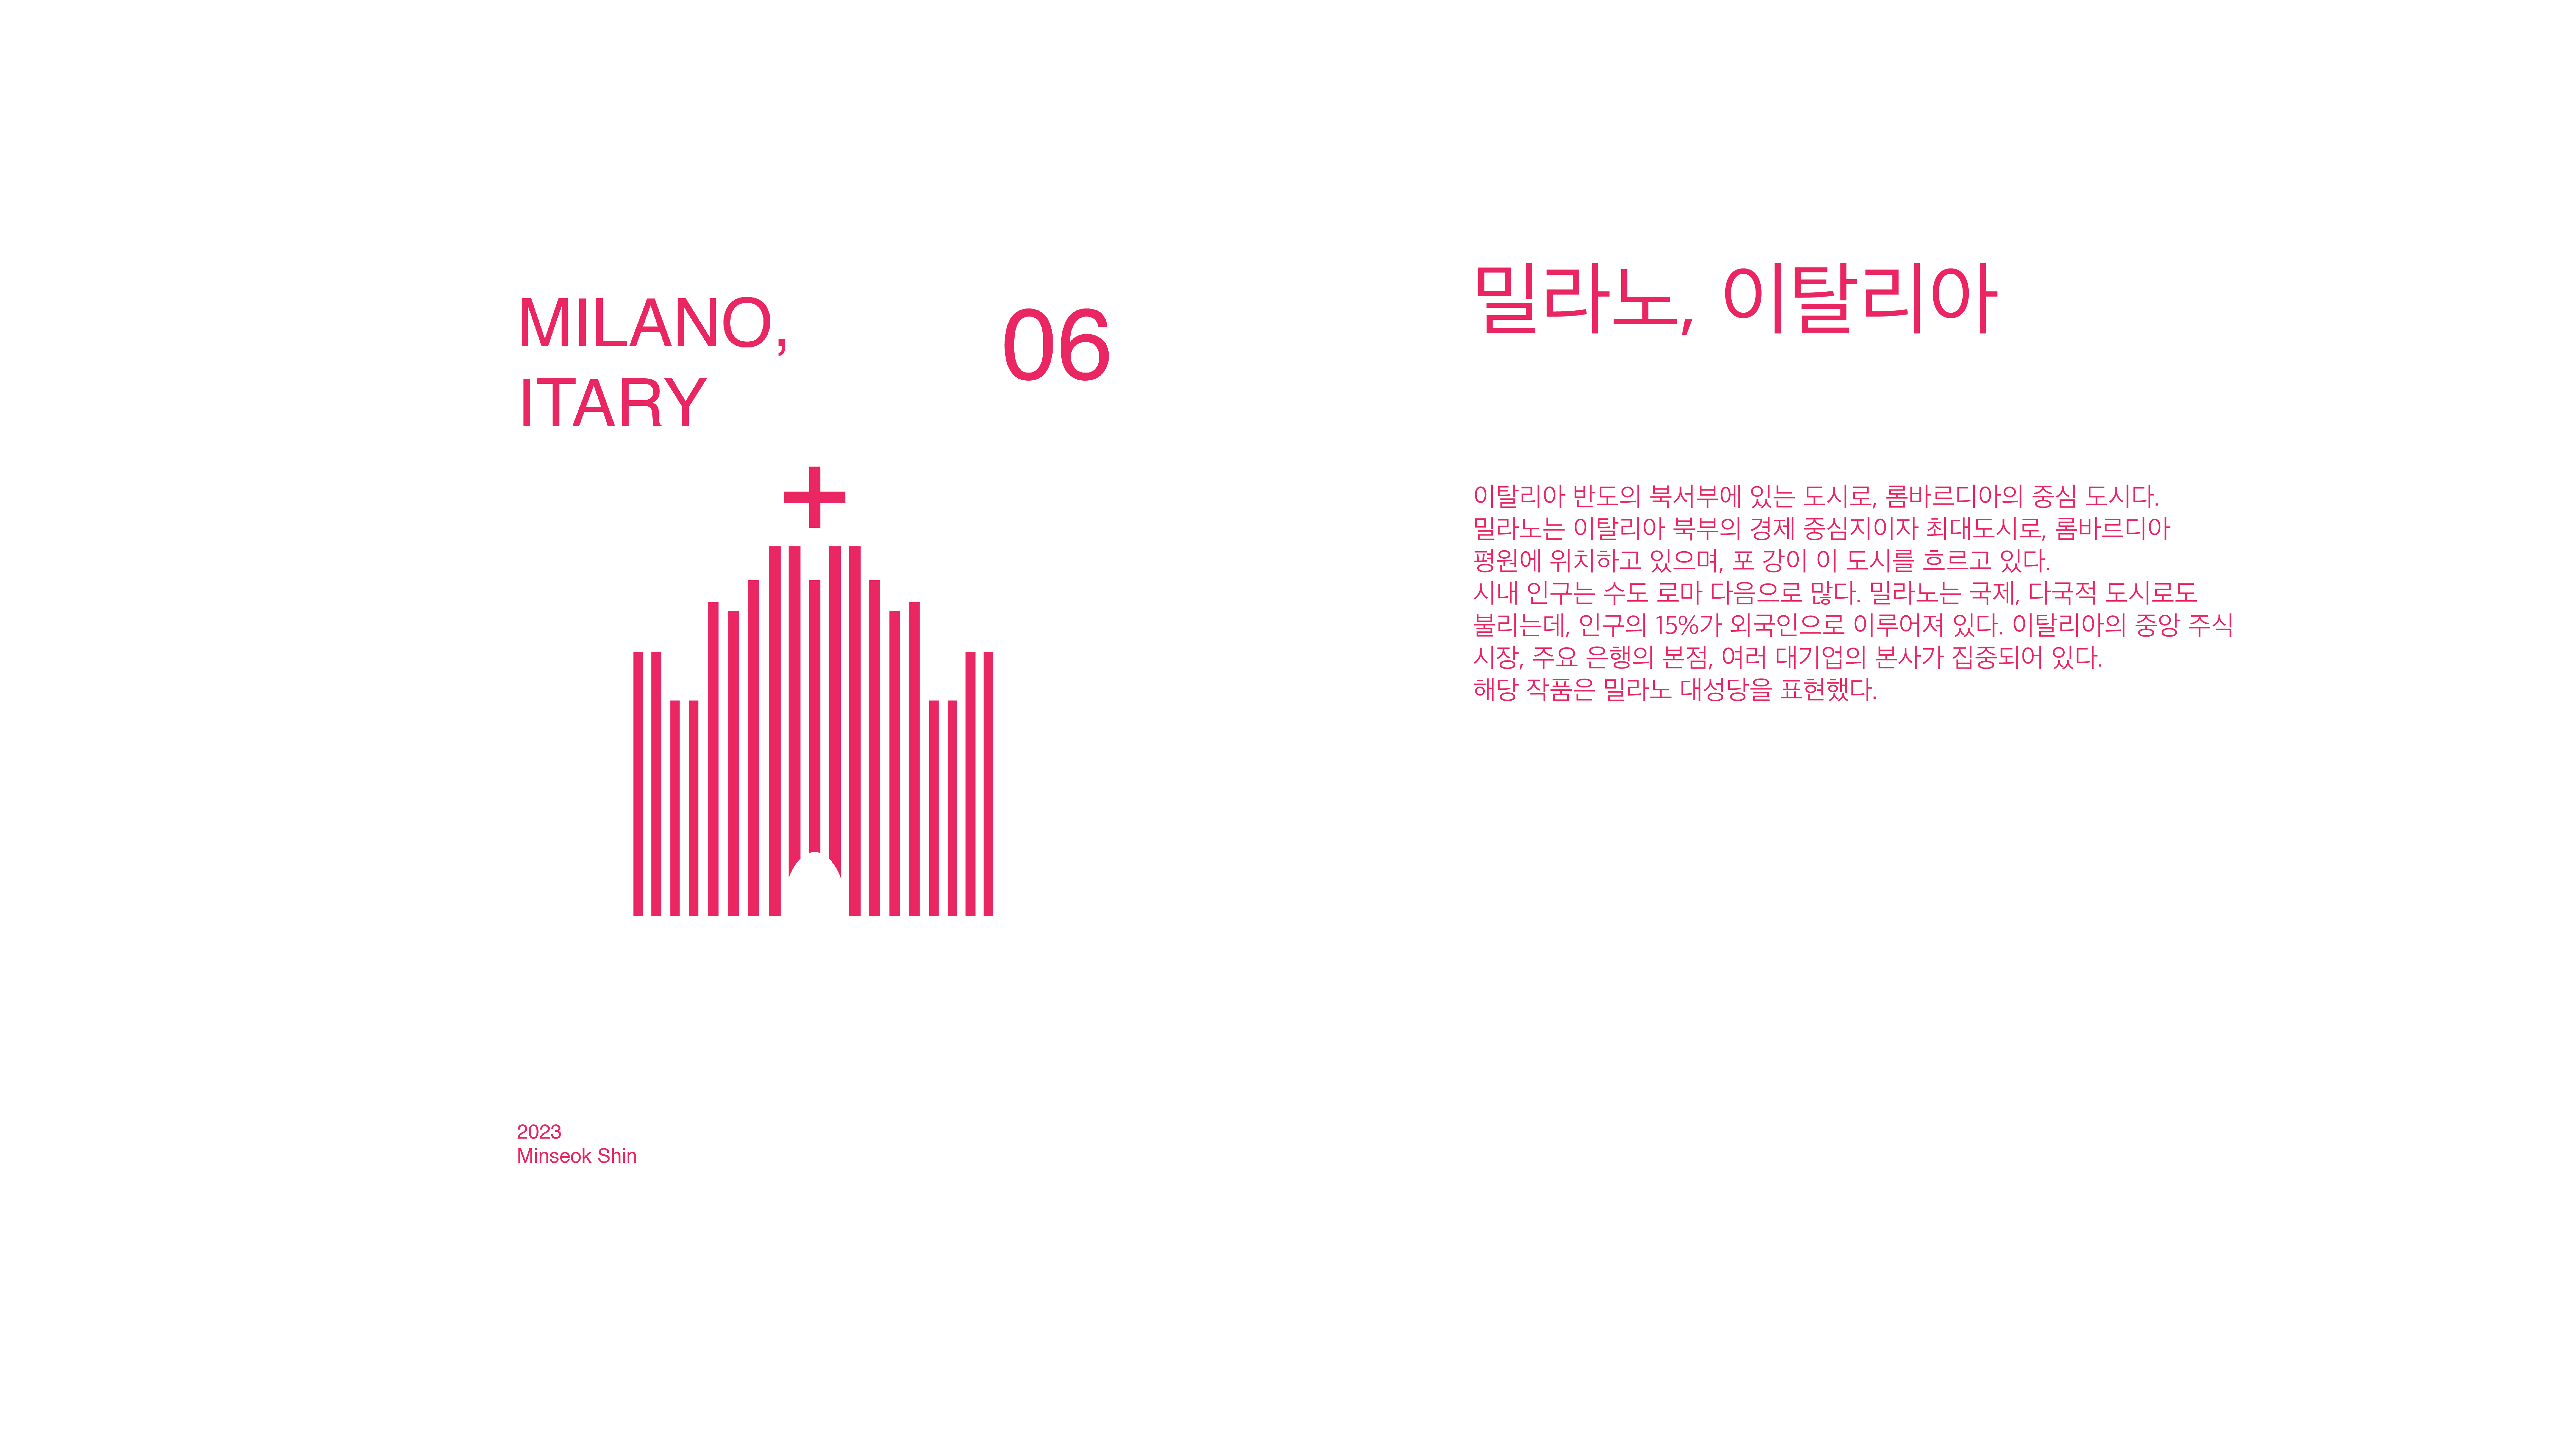 MILANO,
ITARY
06
2023
Minseok Shin
밀라노, 이탈리아
이탈리아 반도의 북서부에 있는 도시로, 롬바르디아의 중심 도시다.
밀라노는 이탈리아 북부의 경제 중심지이자 최대도시로, 롬바르디아
평원에 위치하고 있으며, 포 강이 이 도시를 흐르고 있다.
시내 인구는 수도 로마 다음으로 많다. 밀라노는 국제, 다국적 도시로도
불리는데, 인구의 15%가 외국인으로 이루어져 있다. 이탈리아의 중앙 주식
시장, 주요 은행의 본점, 여러 대기업의 본사가 집중되어 있다.
해당 작품은 밀라노 대성당을 표현했다.